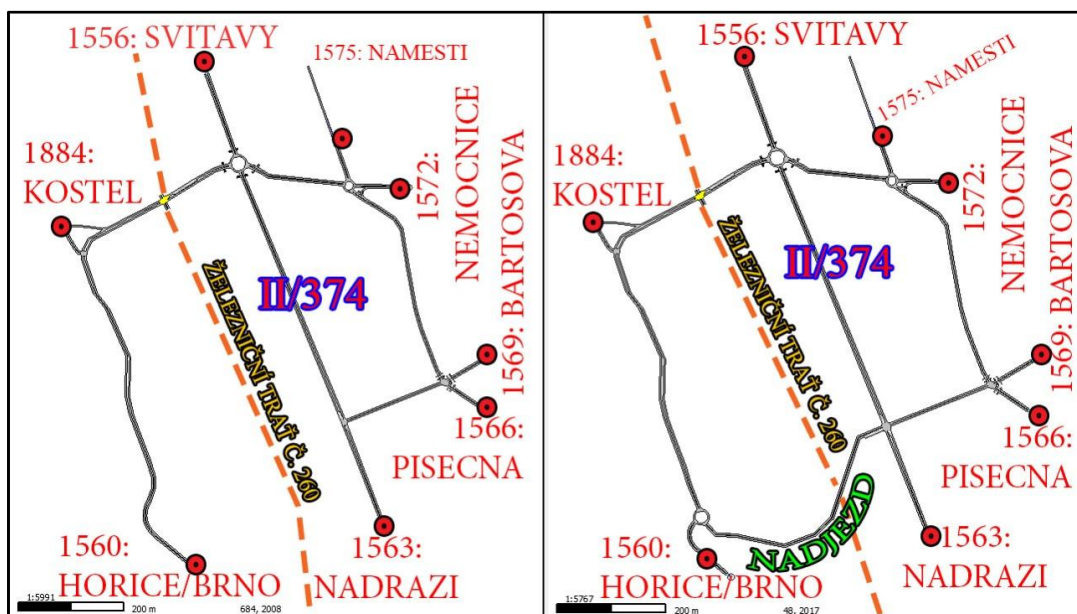 1556: SVITAVY
1575: NAMESTI
1884:
KOSTEL
1572:
NEMOCNICE
II/374
ŽELEZNIČNÍ TRAŤ Č. 260
1569: BARTOSOVA
1566:
PISECNA
1560:
HORICE/BRNO
1563:
NADRAZI
1:5991
200 m
684, 2008
1556: SVITAVY
1575: NAMESTI
1884:
KOSTEL
1572:
NEMOCNICE
II/374
ŽELEZNIČNÍ TRAŤ Č. 260
1569: BARTOSOVA
1566:
PISECNA
NADJEZD
1560:
HORICE/BRNO
1563:
NADRAZI
1:5767
200 m
48, 2017